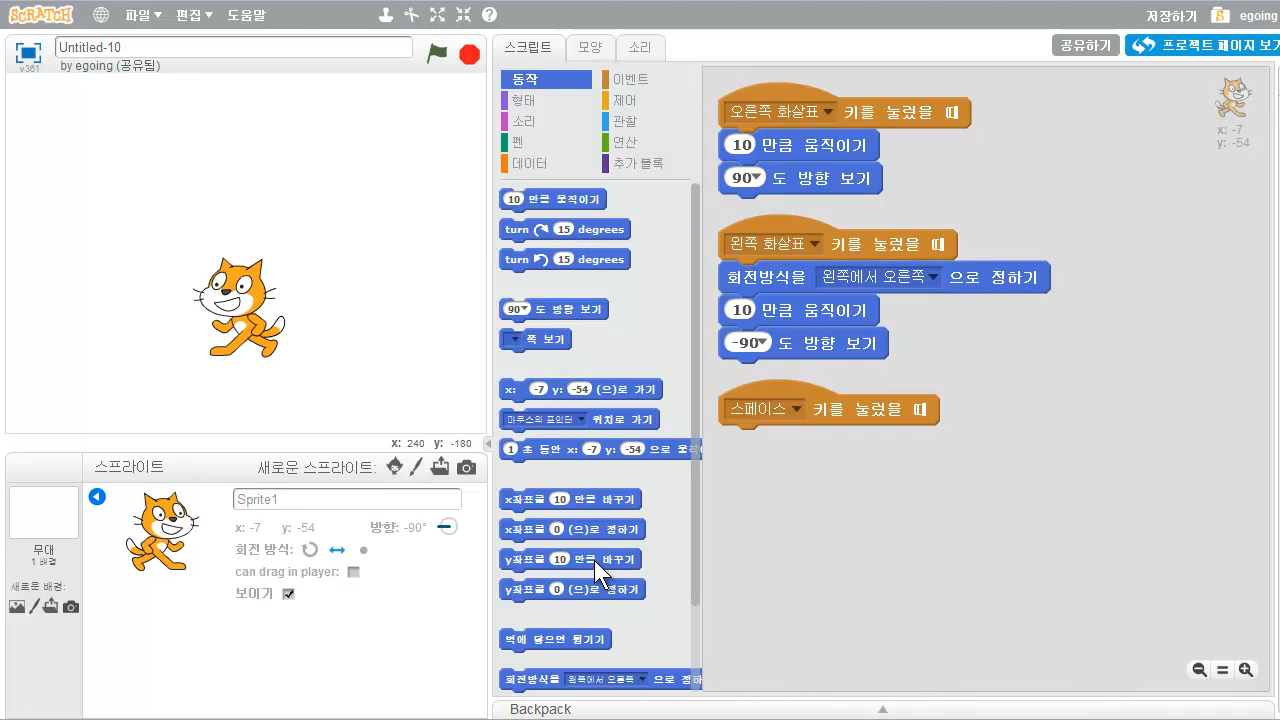 SCRATCH 파일▼ 편집▼ 도움말 저장하기 egoing
v361 Untitled-10
by egoing (공유됨)
스크립트 모양 소리 공유하기 프로젝트 페이지 보기
동작 이벤트
형태 제어
소리 관찰
펜 연산
데이터 추가 블록
10 만큼 움직이기
turn 15 degrees
turn 15 degrees
90▼ 도 방향 보기
쪽 보기
x: -7 y: -54 (으)로 가기
마우스의 포인터 위치로 가기
1 초 동안 x: -7 y: -54 으로 움직
x좌표를 10 만큼 바꾸기
x좌표를 0 (으)로 정하기
y좌표를 10 만큼 바꾸기
y좌표를 0 (으)로 정하기
벽에 닿으면 튕기기
회전방식을 왼쪽에서 오른쪽 으로 정하
오른쪽 화살표 키를 눌렀을 때
10 만큼 움직이기
90▼ 도 방향 보기
왼쪽 화살표 키를 눌렀을 때
회전방식을 왼쪽에서 오른쪽 으로 정하기
10 만큼 움직이기
-90▼ 도 방향 보기
스페이스 키를 눌렀을 때
x: -7
y: -54
x: 240 y: -180
스프라이트 새로운 스프라이트:
무대
1 배경
새로운 배경:
Sprite1
x: -7 y: -54 방향: -90°
회전 방식:
can drag in player:
보이기
Backpack